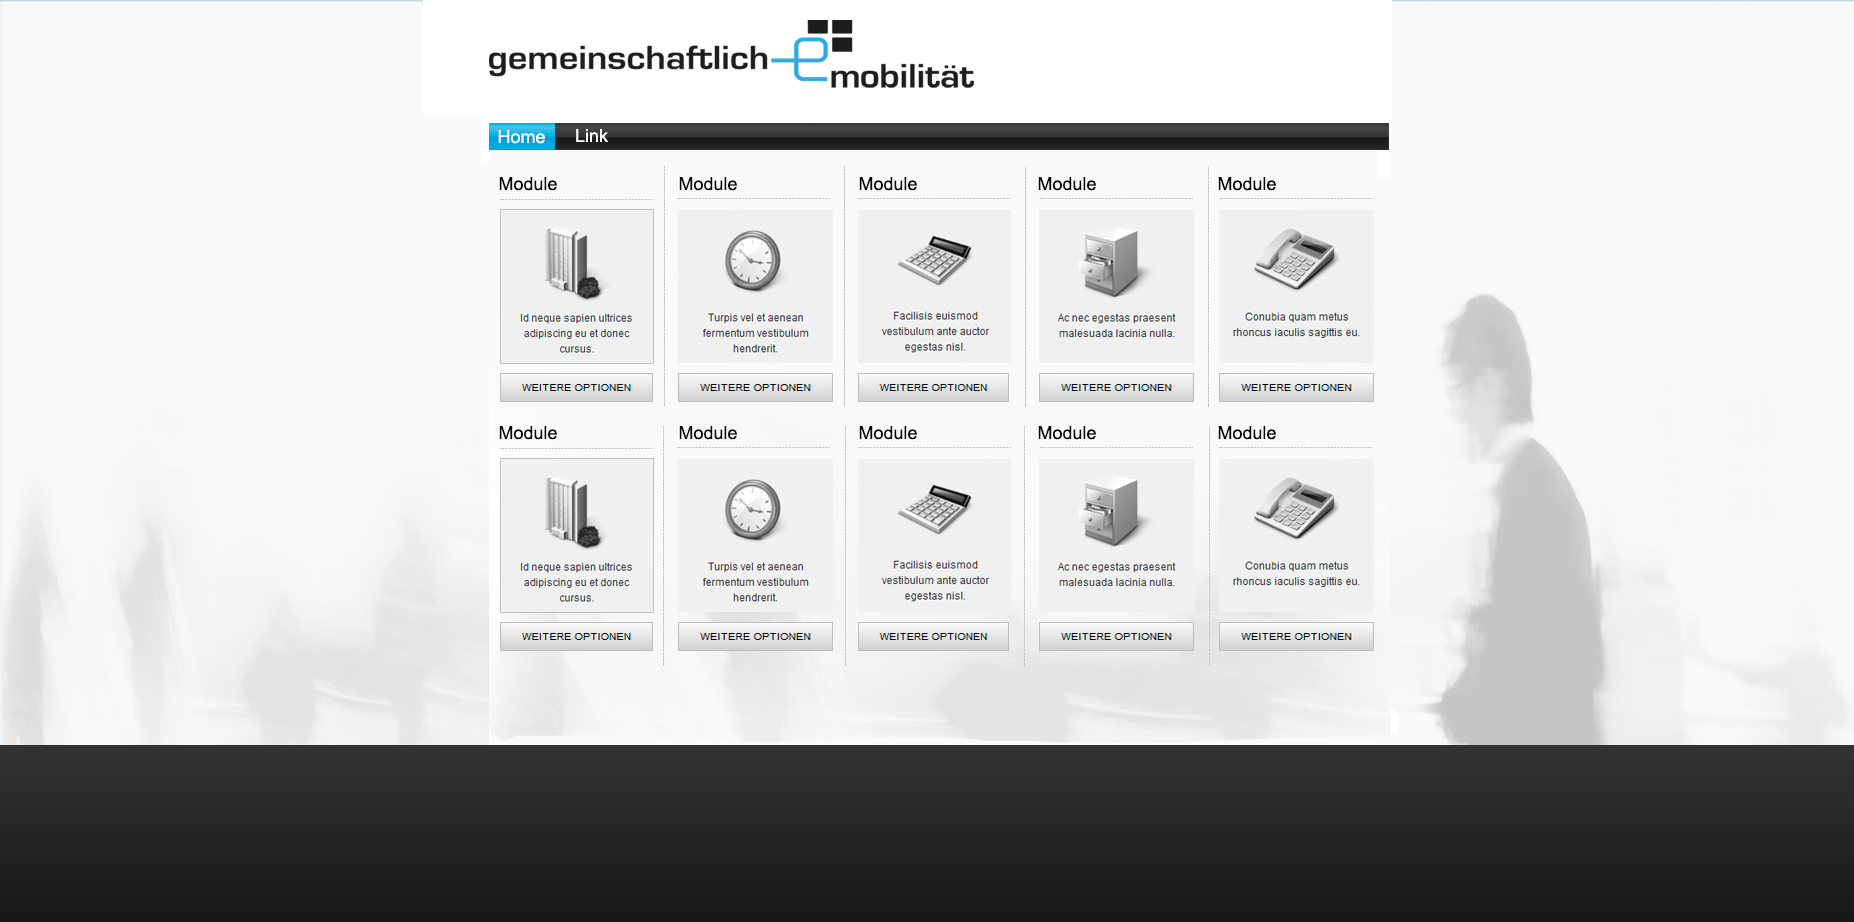 gemeinschaftlich e mobilität
Home Link
Module Module Module Module Module
Id neque sapien ultrices
adipiscing eu et donec
cursus.
Turpis vel et aenean
fermentum vestibulum
hendrerit.
Facilisis euismod
vestibulum ante auctor
egestas nisl.
Ac nec egestas praesent
malesuada lacinia nulla.
Conubia quam metus
rhoncus iaculis sagittis eu.
WEITERE OPTIONEN WEITERE OPTIONEN WEITERE OPTIONEN WEITERE OPTIONEN WEITERE OPTIONEN
Module Module Module Module Module
Id neque sapien ultrices
adipiscing eu et donec
cursus.
Turpis vel et aenean
fermentum vestibulum
hendrerit.
Facilisis euismod
vestibulum ante auctor
egestas nisl.
Ac nec egestas praesent
malesuada lacinia nulla.
Conubia quam metus
rhoncus iaculis sagittis eu.
WEITERE OPTIONEN WEITERE OPTIONEN WEITERE OPTIONEN WEITERE OPTIONEN WEITERE OPTIONEN